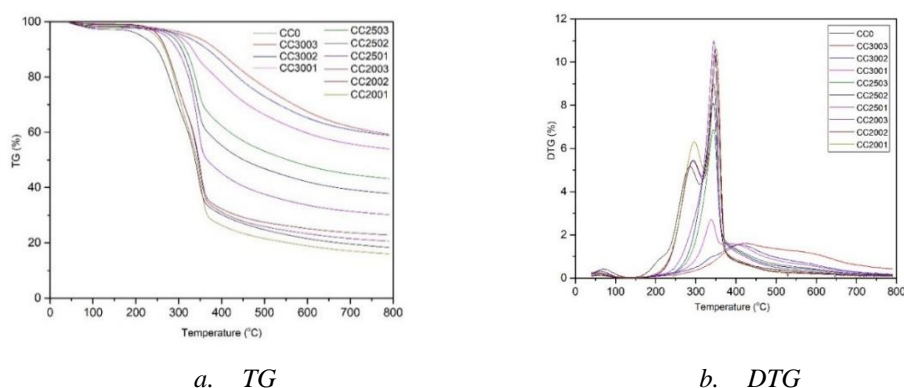 100
80
60
40
20
0
TG (%)
CC0
CC3003
CC3002
CC3001
CC2503
CC2502
CC2501
CC2003
CC2002
CC2001
0 100 200 300 400 500 600 700 800
Temperature (°C)
12
10
8
6
4
2
0
DTG (%)
CC0
CC3003
CC3002
CC3001
CC2503
CC2502
CC2501
CC2003
CC2002
CC2001
0 100 200 300 400 500 600 700 800
Temperature (°C)
a. TG
b. DTG